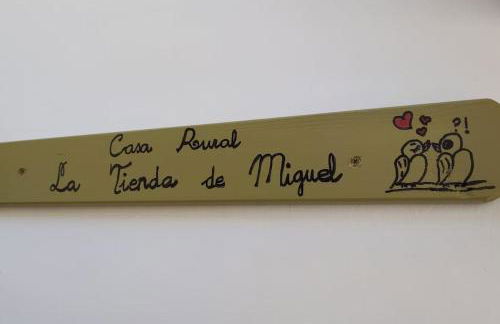 Casa Rural
La Tienda de Miguel
?!